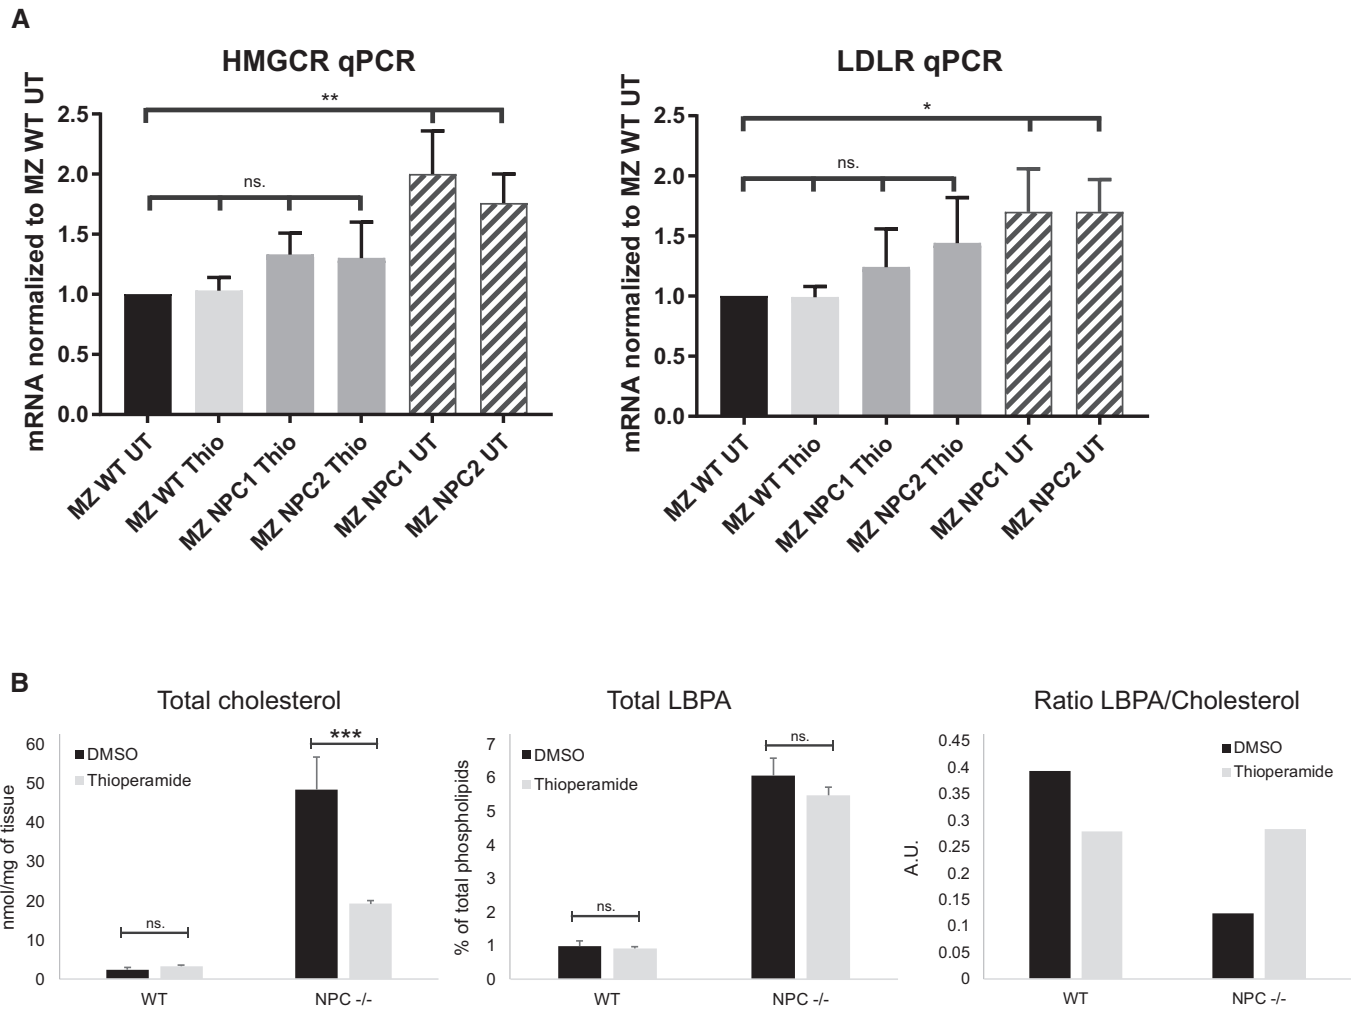 A
HMGCR qPCR
mRNA normalized to MZ WT UT
2.5
2.0
1.5
1.0
0.5
0.0
**
ns.
MZ WT UT
MZ WT Thio
MZ NPC1 Thio
MZ NPC2 Thio
MZ NPC1 UT
MZ NPC2 UT
LDLR qPCR
mRNA normalized to MZ WT UT
2.5
2.0
1.5
1.0
0.5
0.0
*
ns.
MZ WT UT
MZ WT Thio
MZ NPC1 Thio
MZ NPC2 Thio
MZ NPC1 UT
MZ NPC2 UT
B
Total cholesterol
nmol/mg of tissue
60
50
40
30
20
10
0
DMSO
Thioperamide
ns.
***
WT
NPC -/-
Total LBPA
% of total phospholipids
7
6
5
4
3
2
1
0
DMSO
Thioperamide
ns.
ns.
WT
NPC -/-
Ratio LBPA/Cholesterol
A.U.
0.45
0.4
0.35
0.3
0.25
0.2
0.15
0.1
0.05
0
DMSO
Thioperamide
WT
NPC -/-